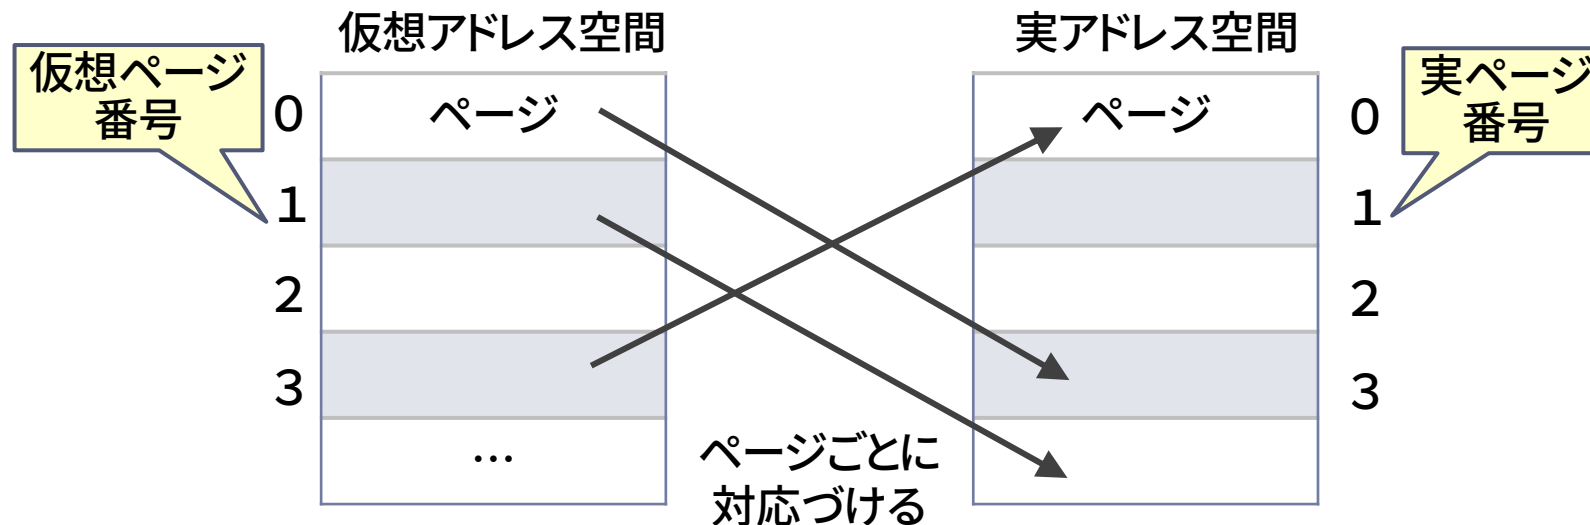 仮想アドレス空間
実アドレス空間
仮想ページ
番号
実ページ
番号
０
ページ
ページ
０
１
１
２
２
３
３
…
ページごとに
対応づける